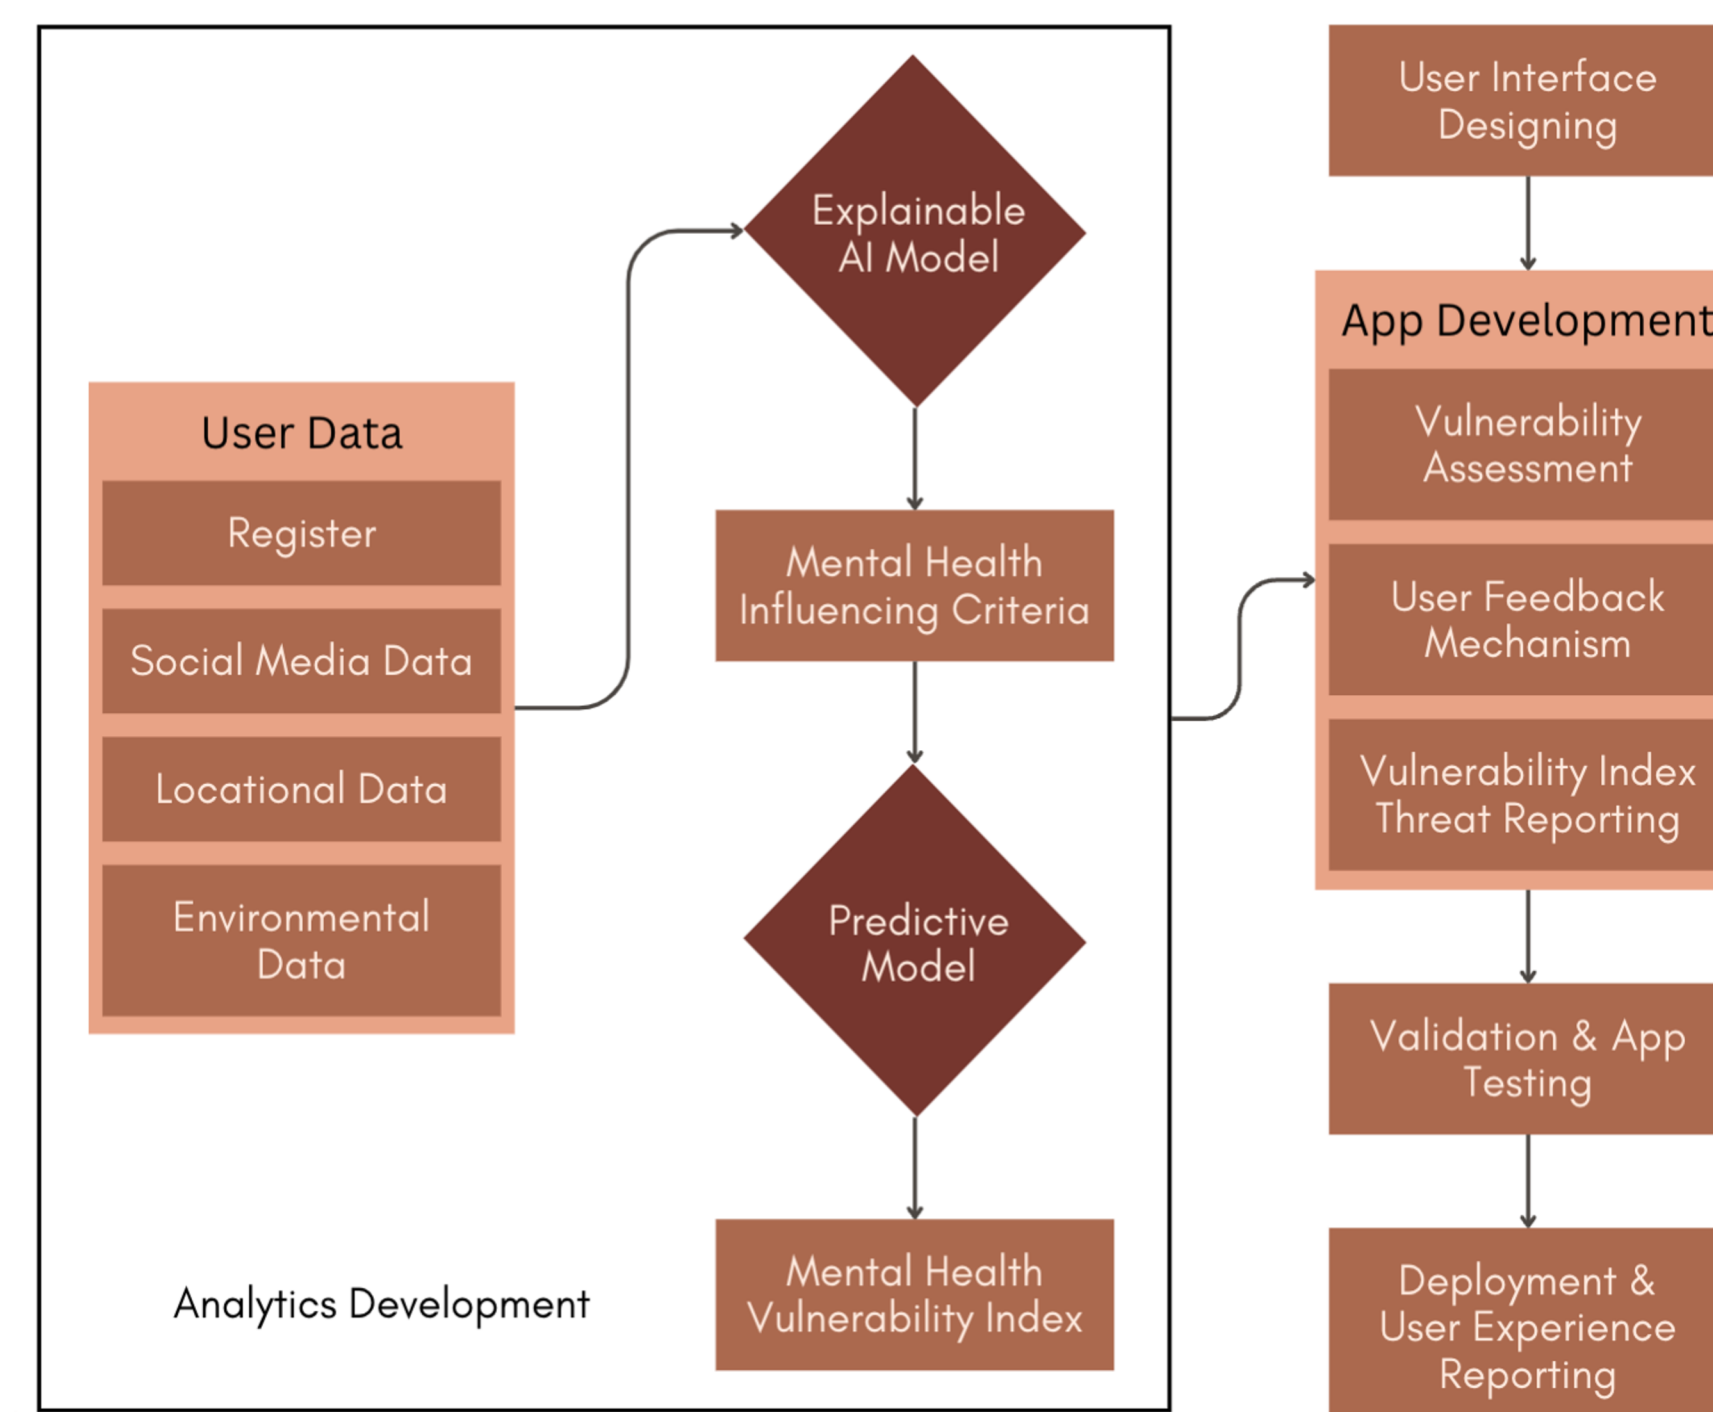 User Data
Register
Social Media Data
Locational Data
Environmental
Data
Analytics Development
Explainable
AI Model
Mental Health
Influencing Criteria
Predictive
Model
Mental Health
Vulnerability Index
User Interface
Designing
App Development
Vulnerability
Assessment
User Feedback
Mechanism
Vulnerability Index
Threat Reporting
Validation & App
Testing
Deployment &
User Experience
Reporting